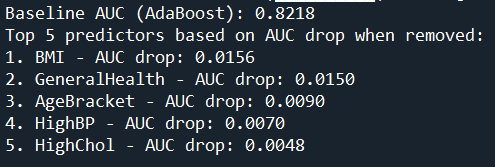 Baseline AUC (AdaBoost): 0.8218
Top 5 predictors based on AUC drop when removed:
1. BMI - AUC drop: 0.0156
2. GeneralHealth - AUC drop: 0.0150
3. AgeBracket - AUC drop: 0.0090
4. HighBP - AUC drop: 0.0070
5. HighChol - AUC drop: 0.0048